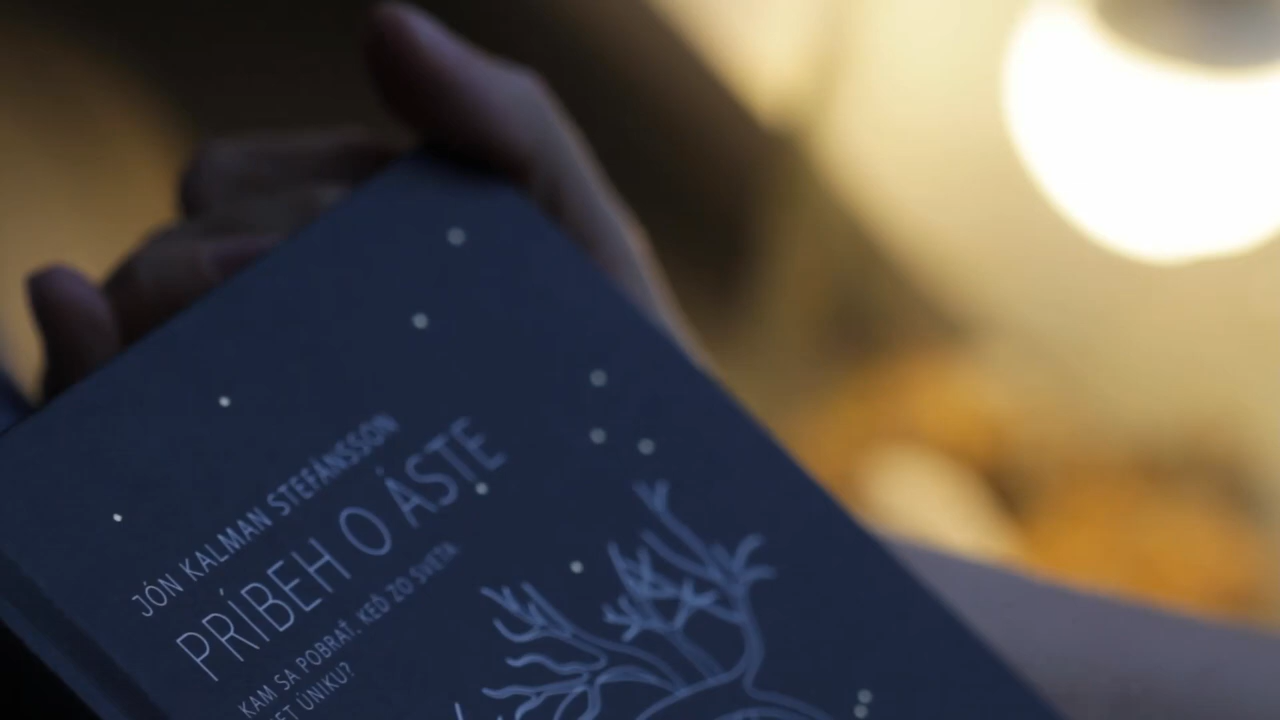 JÓN KALMAN STEFÁNSSON
PRÍBEH O ÁSTE
KAM SA POBRAŤ, KEĎ ZO SVETA
ÚNIKU?